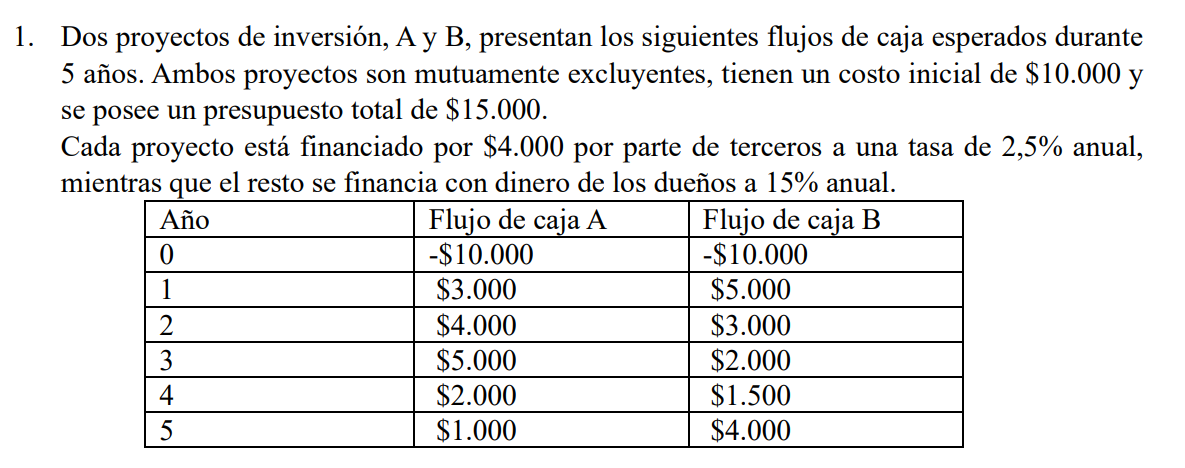 1. Dos proyectos de inversión, A y B, presentan los siguientes flujos de caja esperados durante
5 años. Ambos proyectos son mutuamente excluyentes, tienen un costo inicial de $10.000 y
se posee un presupuesto total de $15.000.
Cada proyecto está financiado por $4.000 por parte de terceros a una tasa de 2,5% anual,
mientras que el resto se financia con dinero de los dueños a 15% anual.
Año Flujo de caja A Flujo de caja B
0 -$10.000 -$10.000
1 $3.000 $5.000
2 $4.000 $3.000
3 $5.000 $2.000
4 $2.000 $1.500
5 $1.000 $4.000